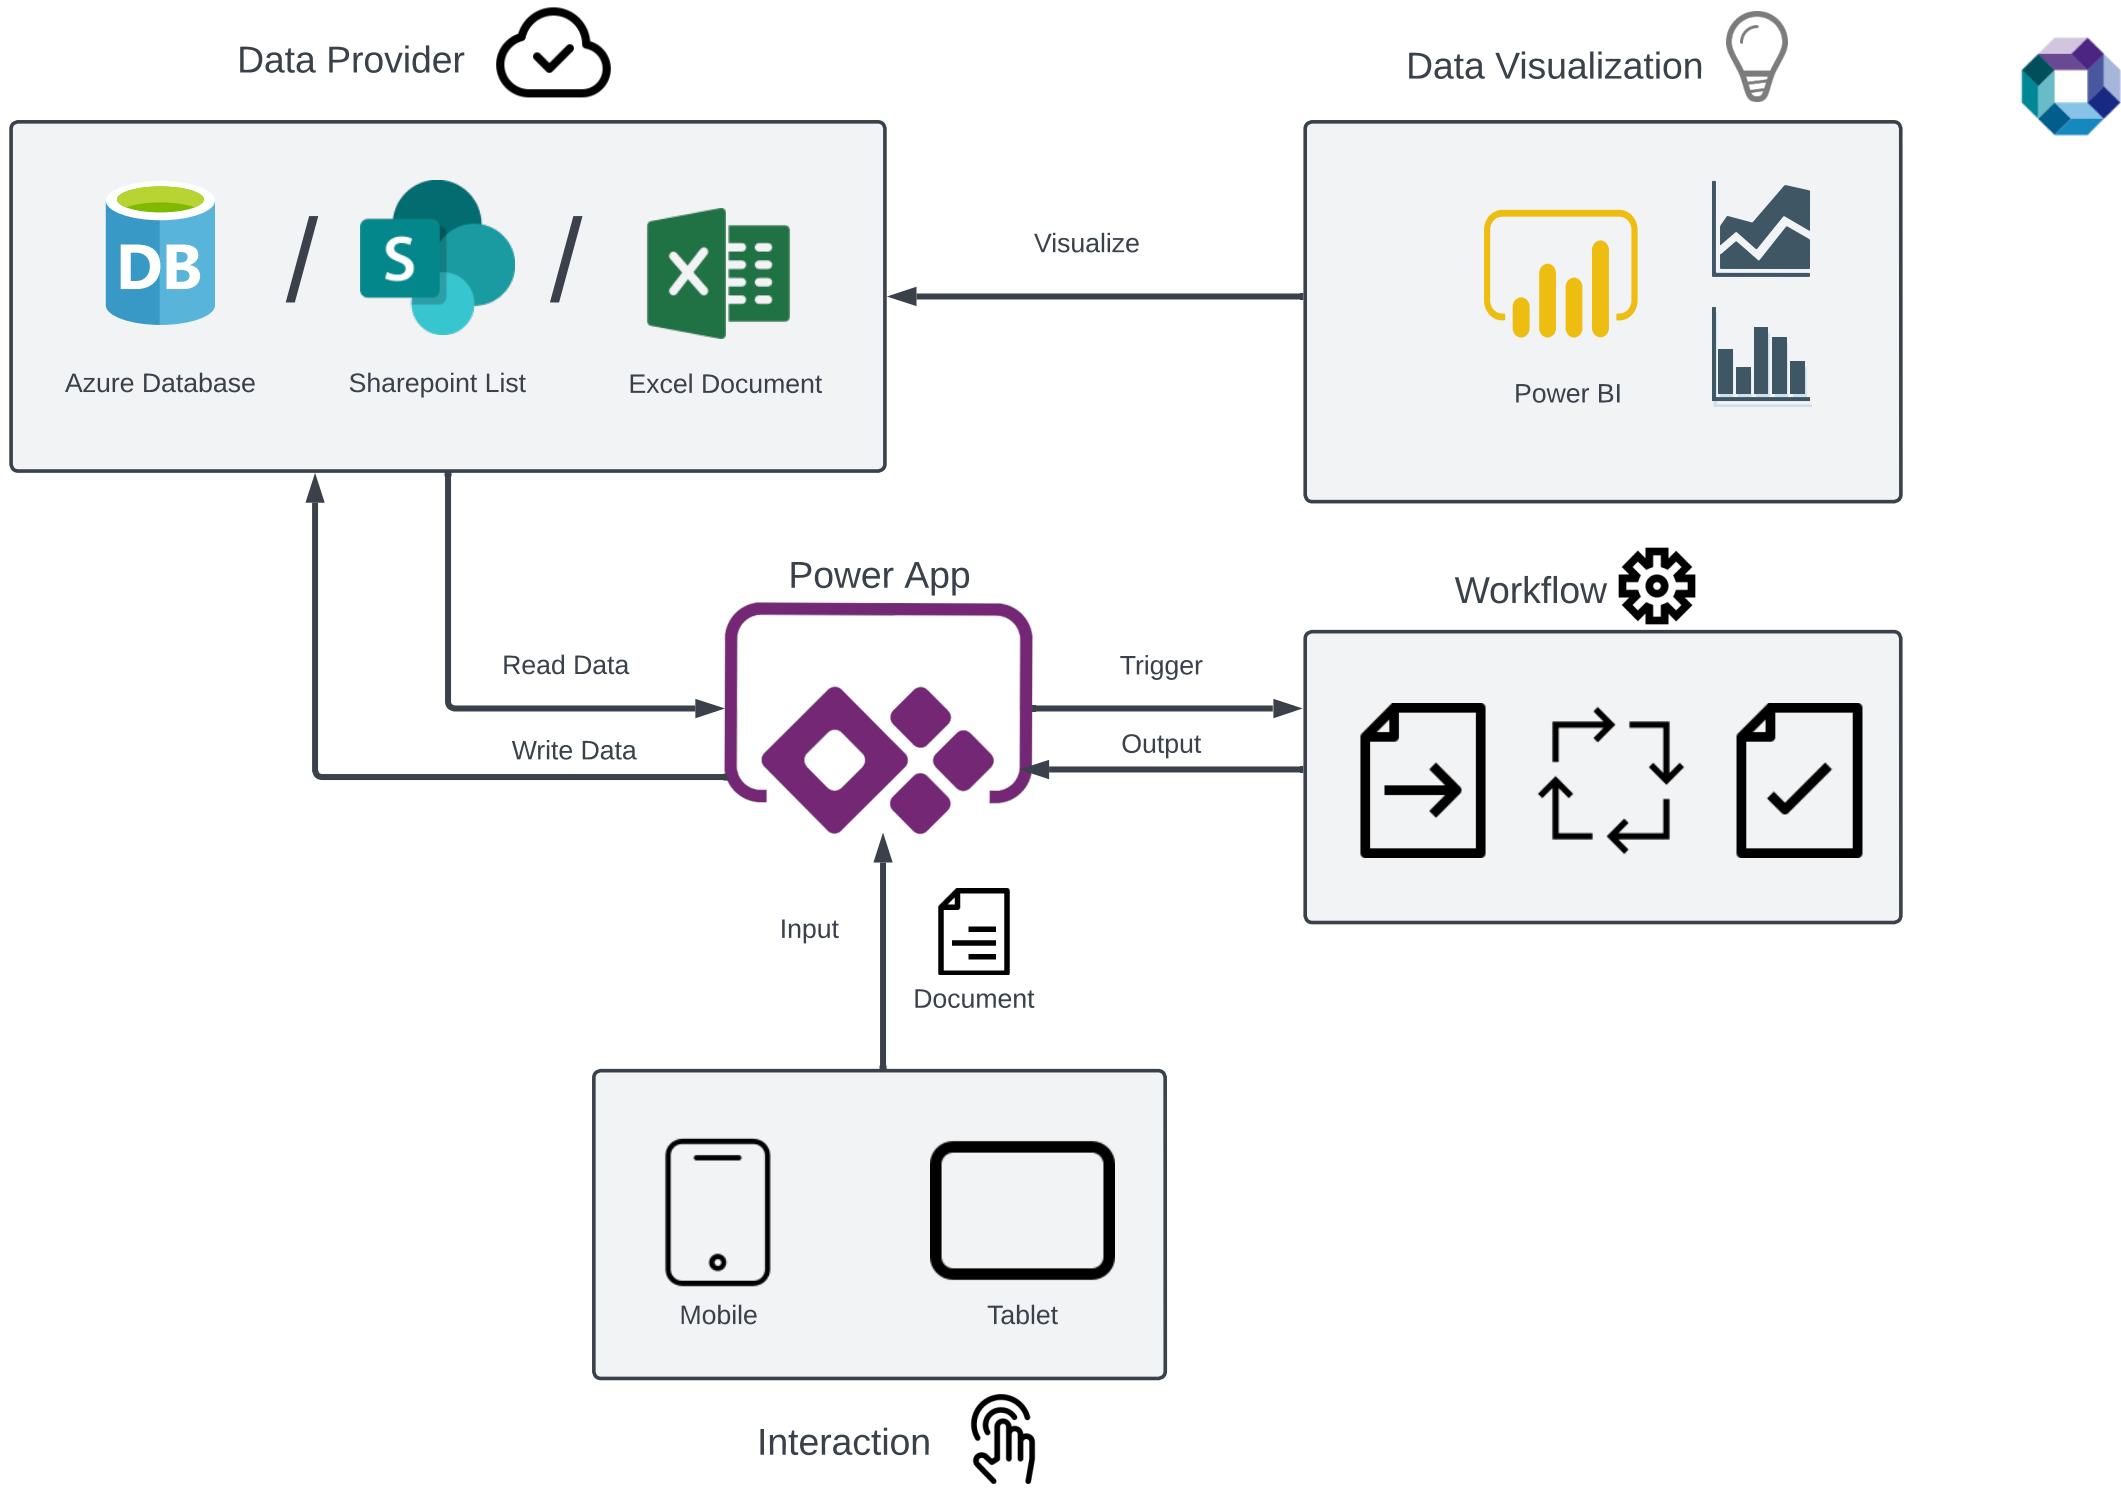 Data Provider
Data Visualization
DB
/
S
/
X
Azure Database
Sharepoint List
Excel Document
Visualize
Power BI
Power App
Workflow
Read Data
Write Data
Trigger
Output
Input
Document
Mobile
Tablet
Interaction